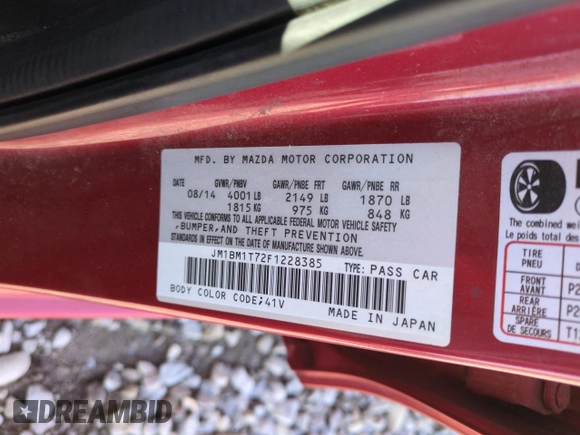 MFD. BY MAZDA MOTOR CORPORATION
DATE GVWR/PNBV GAWR/PNBE FRT GAWR/PNBE RR
08/14 4001 LB 2149 LB 1870 LB
1815 KG 975 KG 848 KG
THIS VEHICLE CONFORMS TO ALL APPLICABLE FEDERAL MOTOR VEHICLE SAFETY
,BUMPER,AND THEFT PREVENTION
STANDARDS IN EFFECT ON THE DATE OF MANUFACTURE SHOWN ABOVE.
JM1BM1T72F1228385 TYPE: PASS CAR
BODY COLOR CODE;41V
MADE IN JAPAN
The combined wei
Le poids total des
TIRE
PNEU
FRONT
AVANT
REAR
ARRIÈRE
SPARE
DE SECOURS
DREAMBID